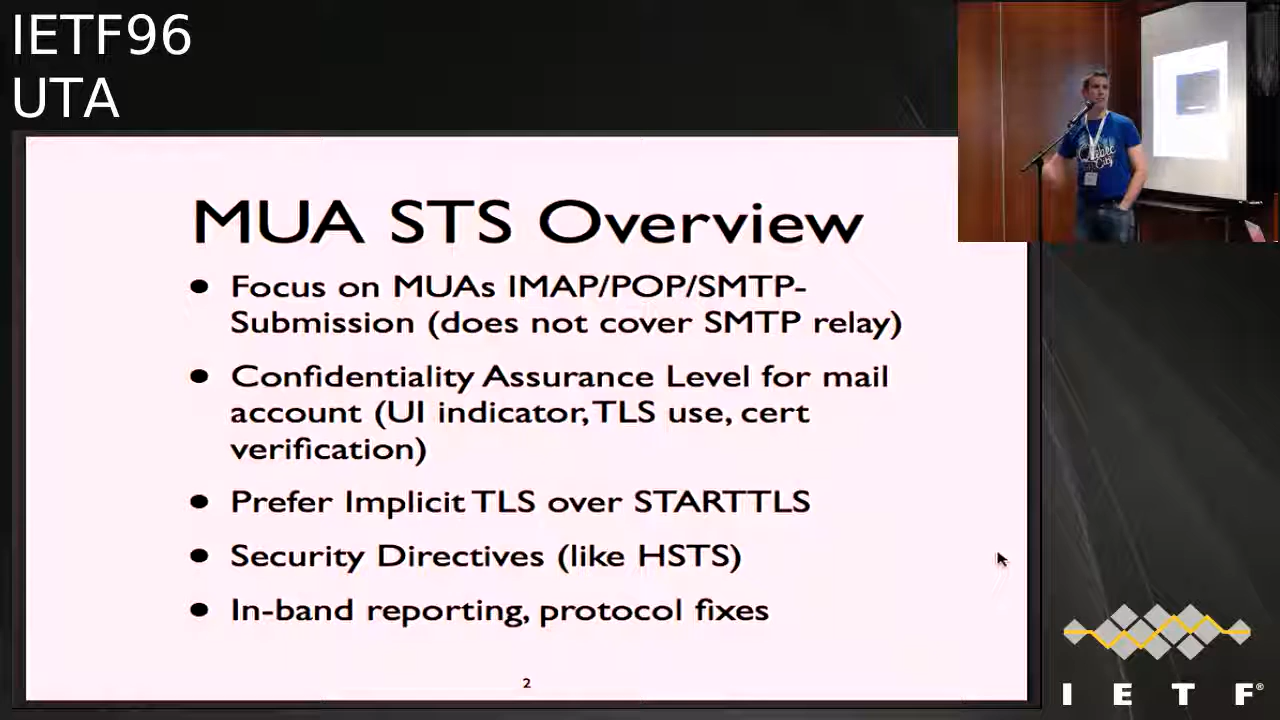 IETF96
UTA
MUA STS Overview
• Focus on MUAs IMAP/POP/SMTP-
Submission (does not cover SMTP relay)
• Confidentiality Assurance Level for mail
account (UI indicator, TLS use, cert
verification)
• Prefer Implicit TLS over STARTTLS
• Security Directives (like HSTS)
• In-band reporting, protocol fixes
2
Québec
City
I E T F®